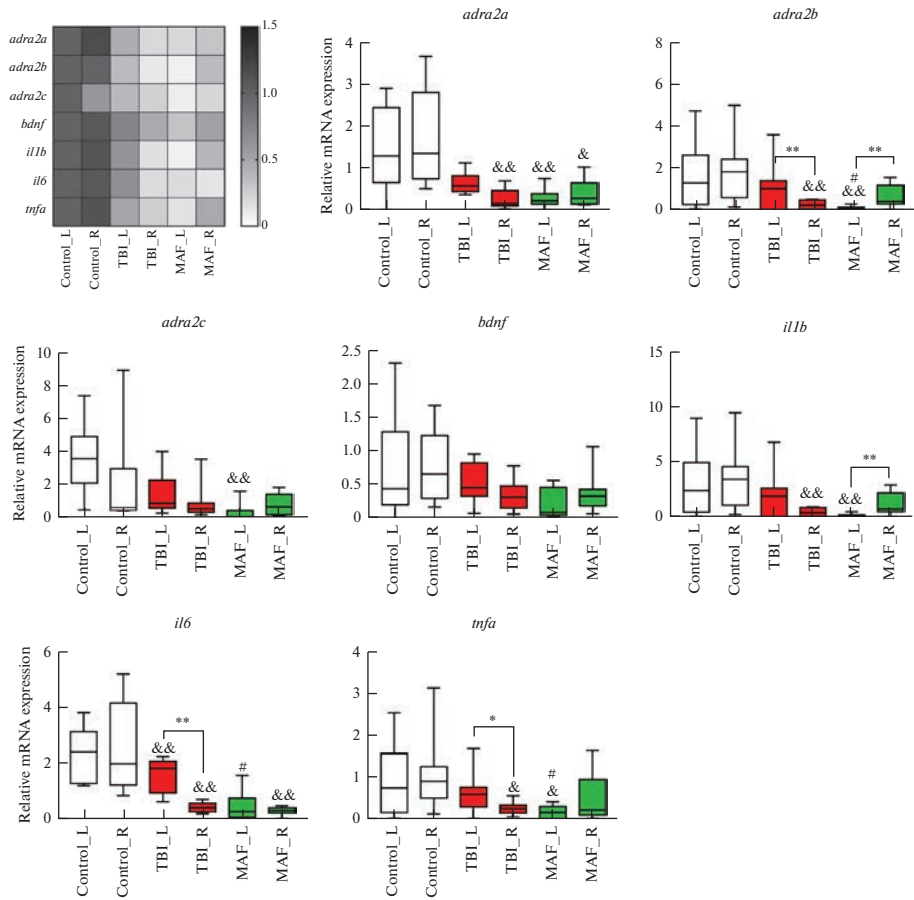 adra2a
adra2b
adra2c
bdnf
il1b
il6
tnfa
Control_L
Control_R
TBI_L
TBI_R
MAF_L
MAF_R
1.5
1.0
0.5
0
adra2a
Relative mRNA expression
4
3
2
1
0
&& && &
Control_L
Control_R
TBI_L
TBI_R
MAF_L
MAF_R
adra2b
8
6
4
2
0
** **
#
&& &&
Control_L
Control_R
TBI_L
TBI_R
MAF_L
MAF_R
adra2c
Relative mRNA expression
10
8
6
4
2
0
&&
Control_L
Control_R
TBI_L
TBI_R
MAF_L
MAF_R
bdnf
2.5
2.0
1.5
1.0
0.5
0
Control_L
Control_R
TBI_L
TBI_R
MAF_L
MAF_R
il1b
15
10
5
0
**
&& &&
Control_L
Control_R
TBI_L
TBI_R
MAF_L
MAF_R
il6
Relative mRNA expression
6
4
2
0
**
&& && # &&
Control_L
Control_R
TBI_L
TBI_R
MAF_L
MAF_R
tnfa
4
3
2
1
0
*
#
& &
Control_L
Control_R
TBI_L
TBI_R
MAF_L
MAF_R